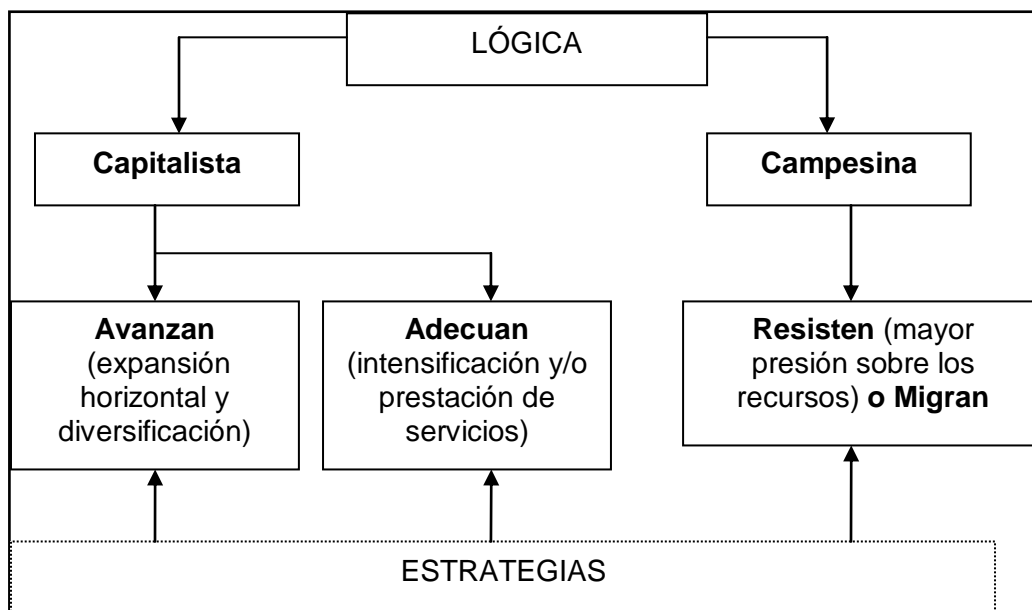 LÓGICA
Capitalista
Campesina
Avanzan
(expansión
horizontal y
diversificación)
Adecuan
(intensificación y/o
prestación de
servicios)
Resisten (mayor
presión sobre los
recursos) o Migran
ESTRATEGIAS